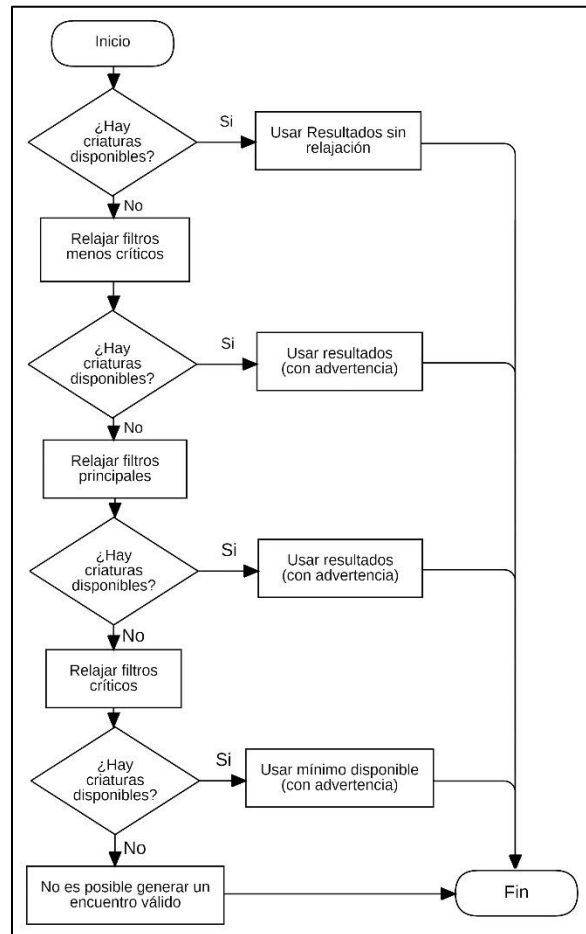 Inicio
¿Hay
criaturas
disponibles?
Si
Usar Resultados sin
relajación
No
Relajar filtros
menos críticos
¿Hay
criaturas
disponibles?
Si
Usar resultados
(con advertencia)
No
Relajar filtros
principales
¿Hay
criaturas
disponibles?
Si
Usar resultados
(con advertencia)
No
Relajar filtros
críticos
¿Hay
criaturas
disponibles?
Si
Usar mínimo disponible
(con advertencia)
No
No es posible generar un
encuentro válido
Fin